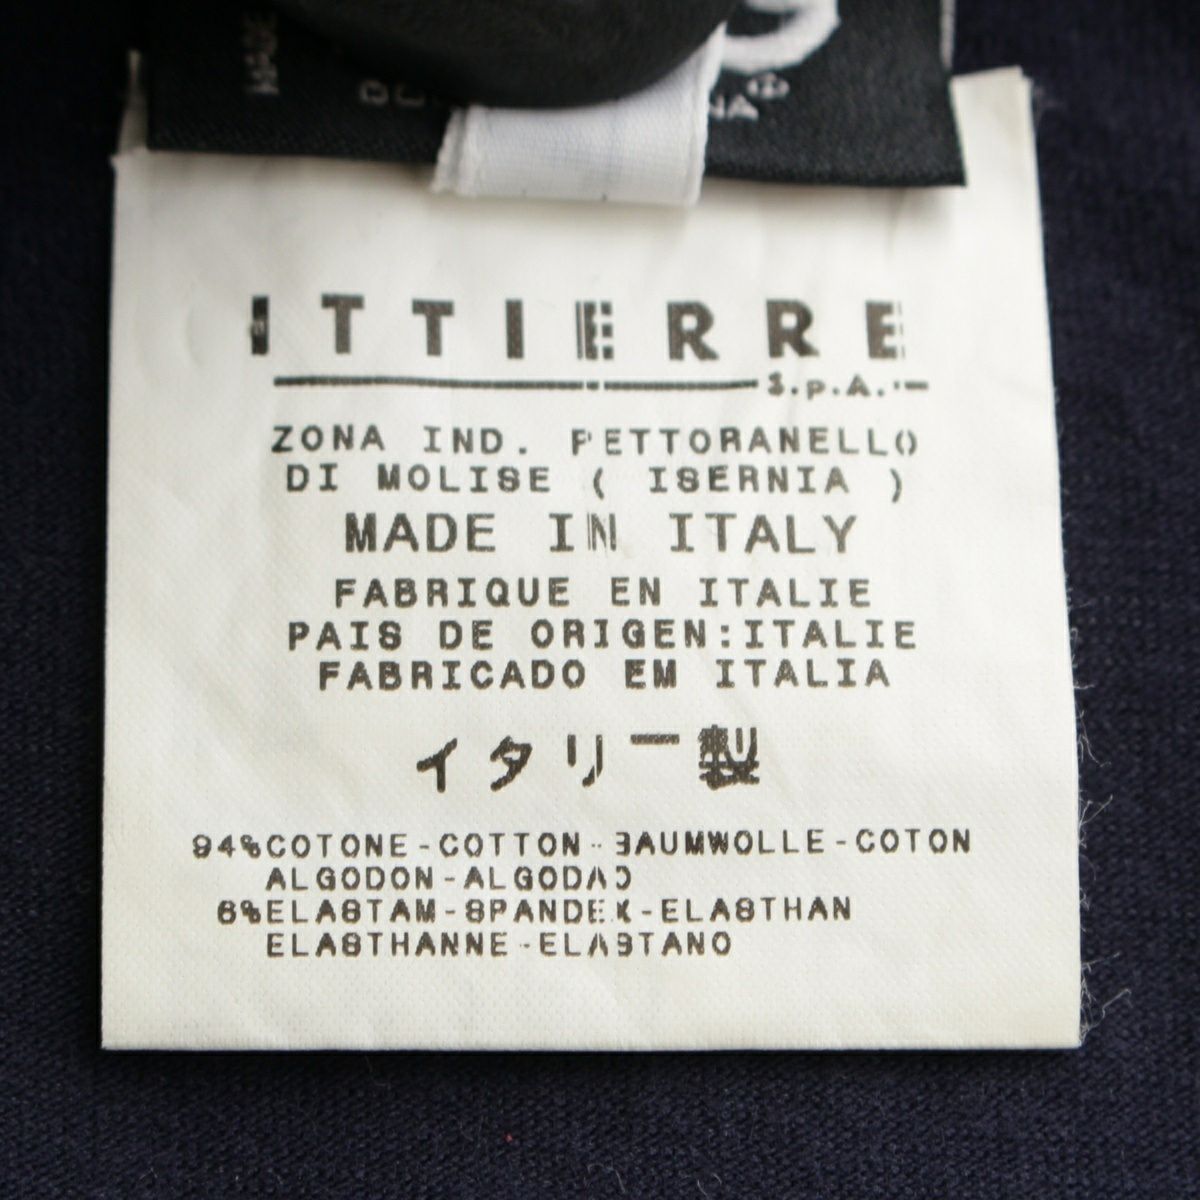 ITTIERRE
S.p.A.
ZONA IND. PETTORANELLO
DI MOLISE ( ISERNIA )
MADE IN ITALY
FABRIQUE EN ITALIE
PAIS DE ORIGEN:ITALIE
FABRICADO EM ITALIA
イタリー製
94%COTONE-COTTON-BAUMWOLLE-COTON
ALGODON-ALGODAO
6%ELASTAM-SPANDEX-ELASTHAN
ELASTHANNE-ELASTANO